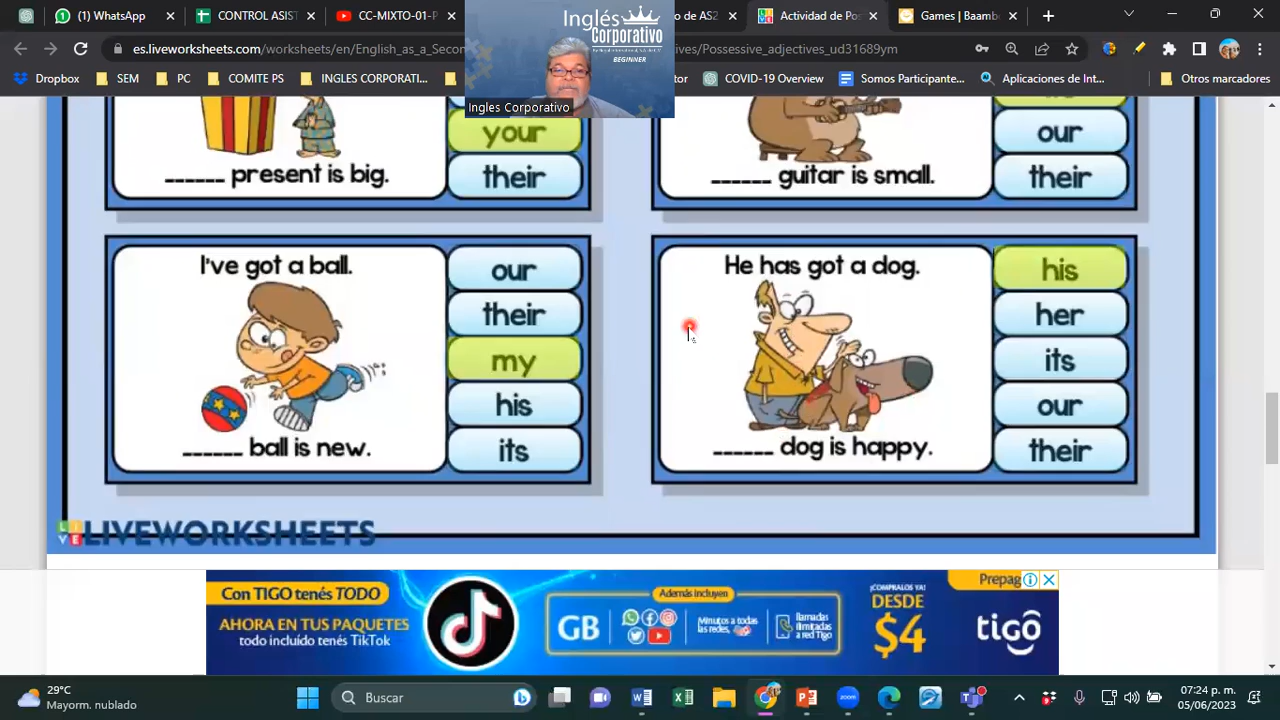 (1) WhatsApp
CONTROL ASIST
CC-MIXTO-01-P
o de AS2
Actividad de Pos
Games | Baamb
es.liveworksheets.com/worksheets/en/English_as_a_Secon
ves/Possessive_adjectives_ud31689ym
Dropbox
SEM
PC
COMITE PS
INGLES CORPORATI...
tor
COVID-19 Overview
Somos Participante...
Aplicaciones de Int...
Otros marcadores
Inglés
Corporativo
BEGINNER
Ingles Corporativo
______ present is big.
your
their
______ guitar is small.
our
their
I've got a ball.
______ ball is new.
our
their
my
his
its
He has got a dog.
______ dog is happy.
his
her
its
our
their
LIVEWORKSHEETS
Con TIGO tenés TODO
AHORA EN TUS PAQUETES
todo incluído tenés TikTok
Además incluyen
GB
Minutos a todas
las redes,
llamadas
ilimitadas
a red Tigo
¡CÓMPRALOS YA!
DESDE
$4
Prepag
tigo
29°C
Mayorm. nublado
Buscar
07:24 p. m.
05/06/2023